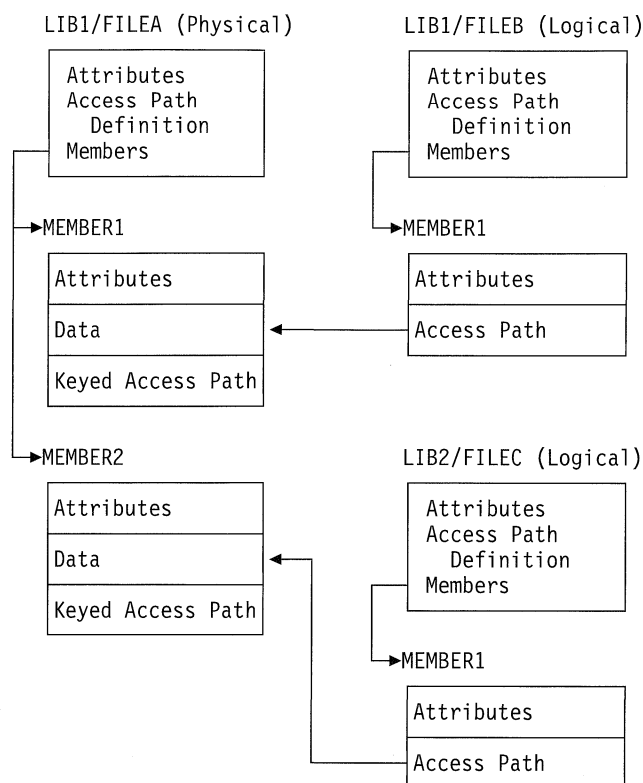 LIB1/FILEA (Physical)
Attributes
Access Path
Definition
Members
MEMBER1
Attributes
Data
Keyed Access Path
MEMBER2
Attributes
Data
Keyed Access Path
LIB1/FILEB (Logical)
Attributes
Access Path
Definition
Members
MEMBER1
Attributes
Access Path
LIB2/FILEC (Logical)
Attributes
Access Path
Definition
Members
MEMBER1
Attributes
Access Path